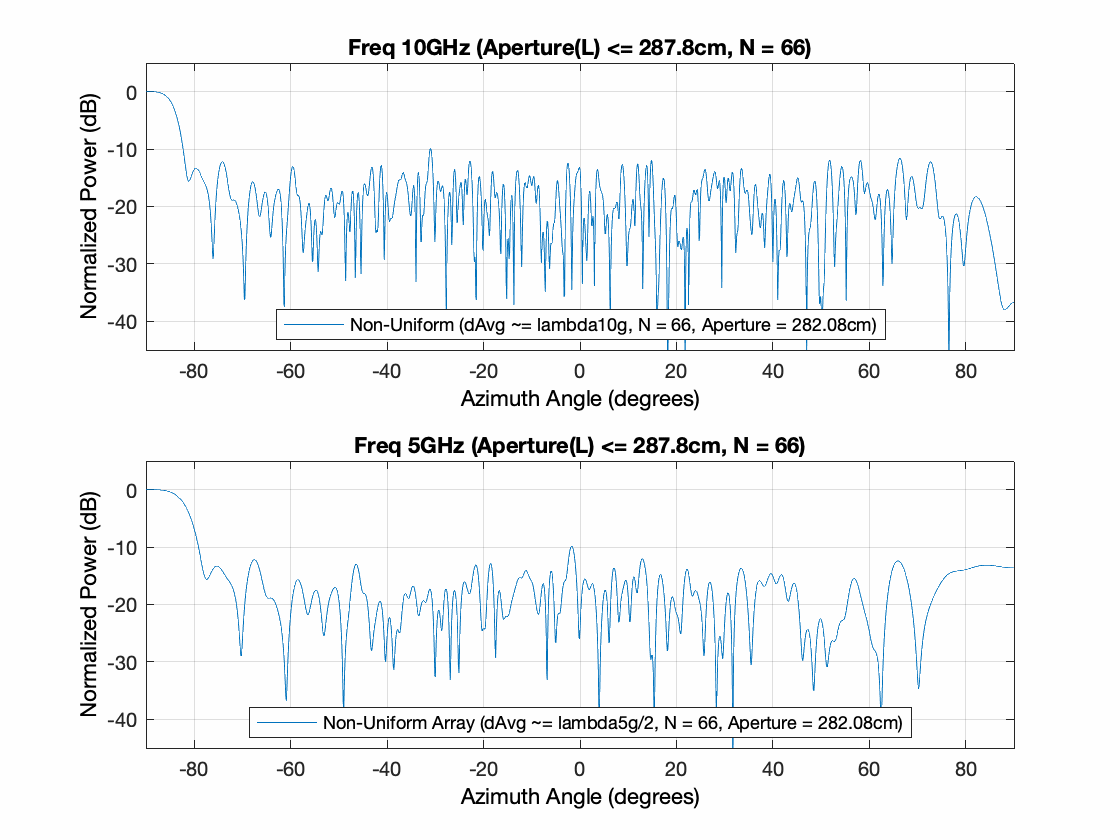 Freq 10GHz (Aperture(L) <= 287.8cm, N = 66)
Normalized Power (dB)
0
-10
-20
-30
-40
Non-Uniform (dAvg ~= lambda10g, N = 66, Aperture = 282.08cm)
-80 -60 -40 -20 0 20 40 60 80
Azimuth Angle (degrees)
Freq 5GHz (Aperture(L) <= 287.8cm, N = 66)
Normalized Power (dB)
0
-10
-20
-30
-40
Non-Uniform Array (dAvg ~= lambda5g/2, N = 66, Aperture = 282.08cm)
-80 -60 -40 -20 0 20 40 60 80
Azimuth Angle (degrees)